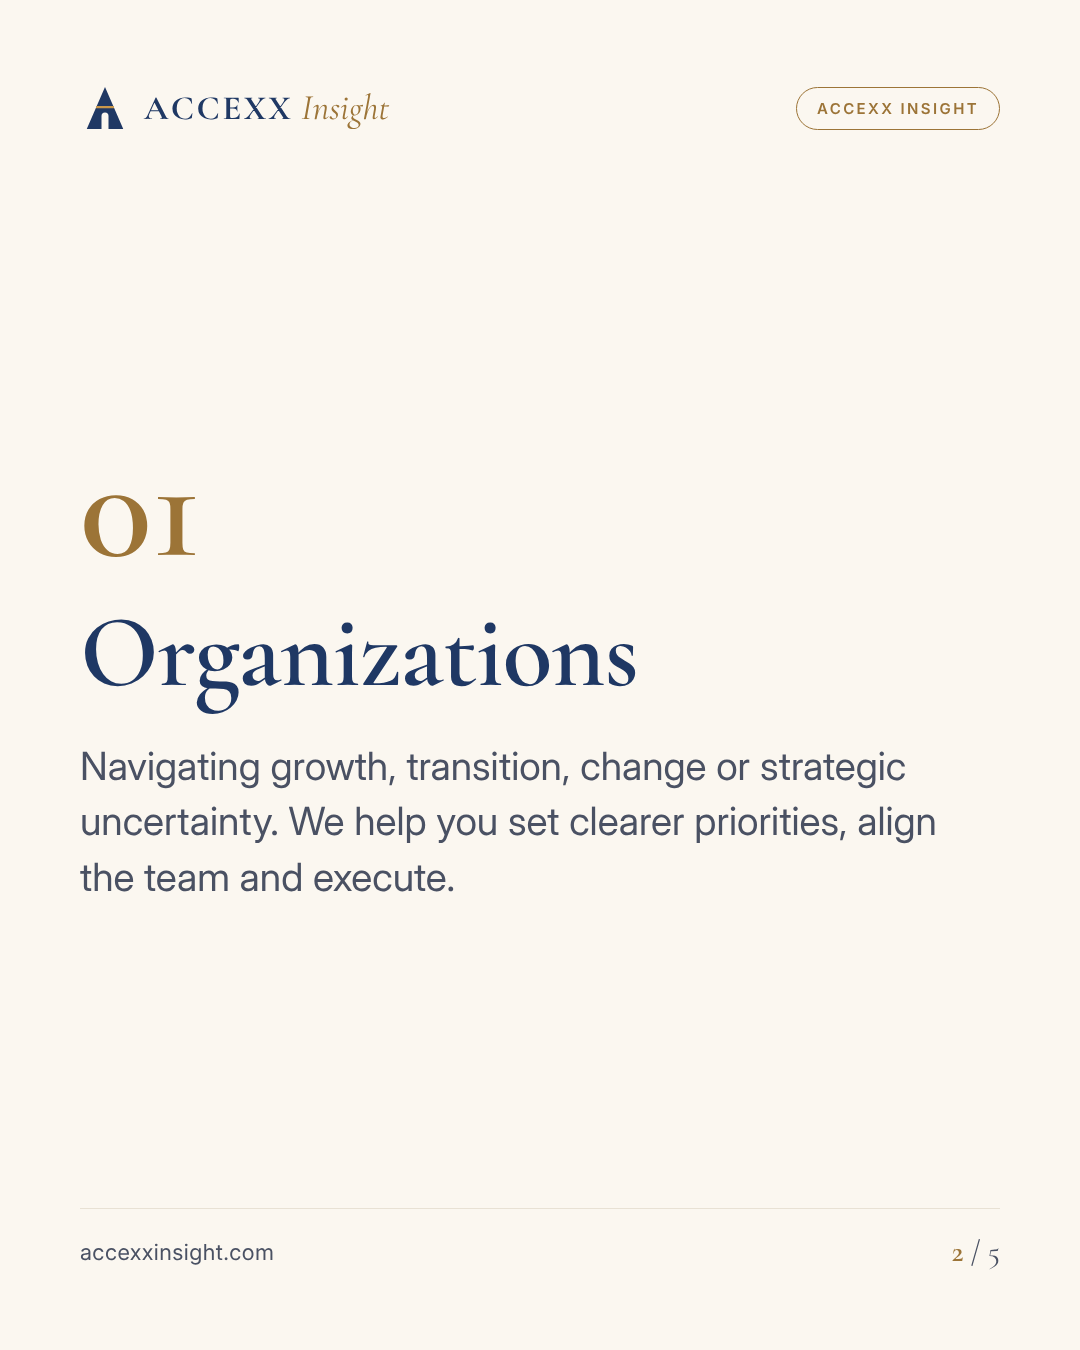 ACCEXX Insight
ACCEXX INSIGHT
01
Organizations
Navigating growth, transition, change or strategic
uncertainty. We help you set clearer priorities, align
the team and execute.
accexxinsight.com
2 / 5